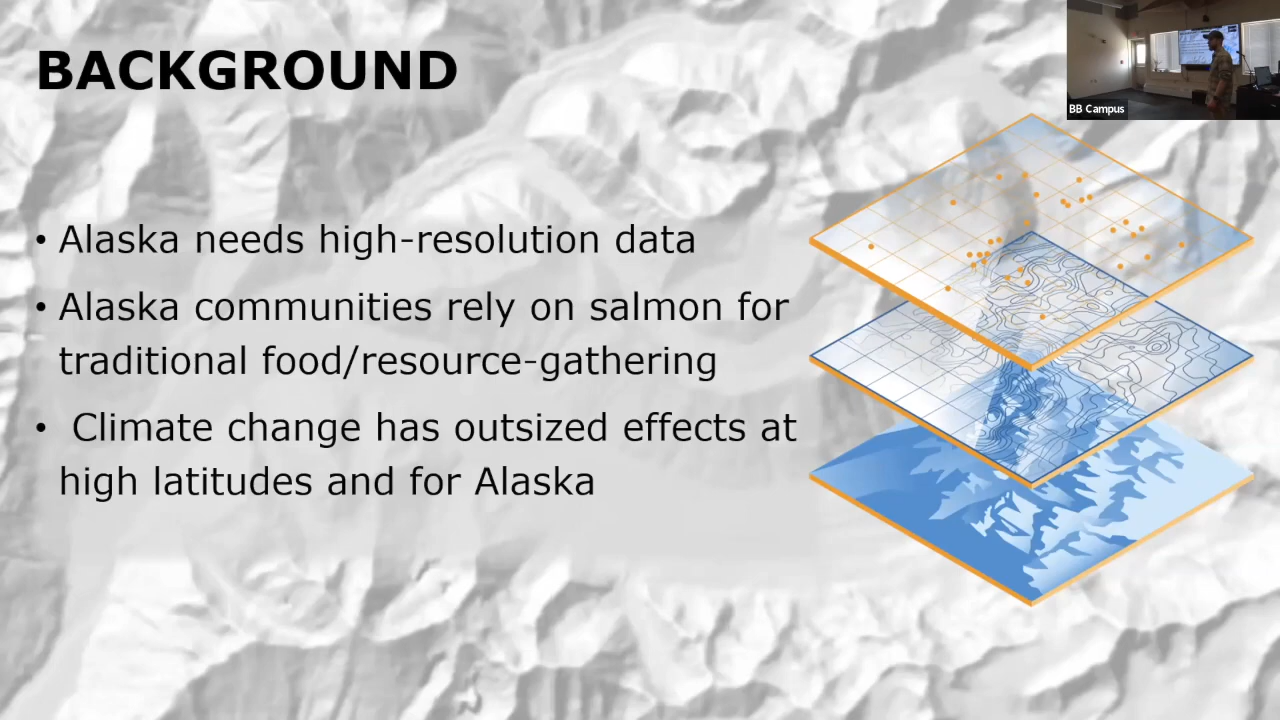 BACKGROUND
BB Campus
• Alaska needs high-resolution data
• Alaska communities rely on salmon for
traditional food/resource-gathering
• Climate change has outsized effects at
high latitudes and for Alaska